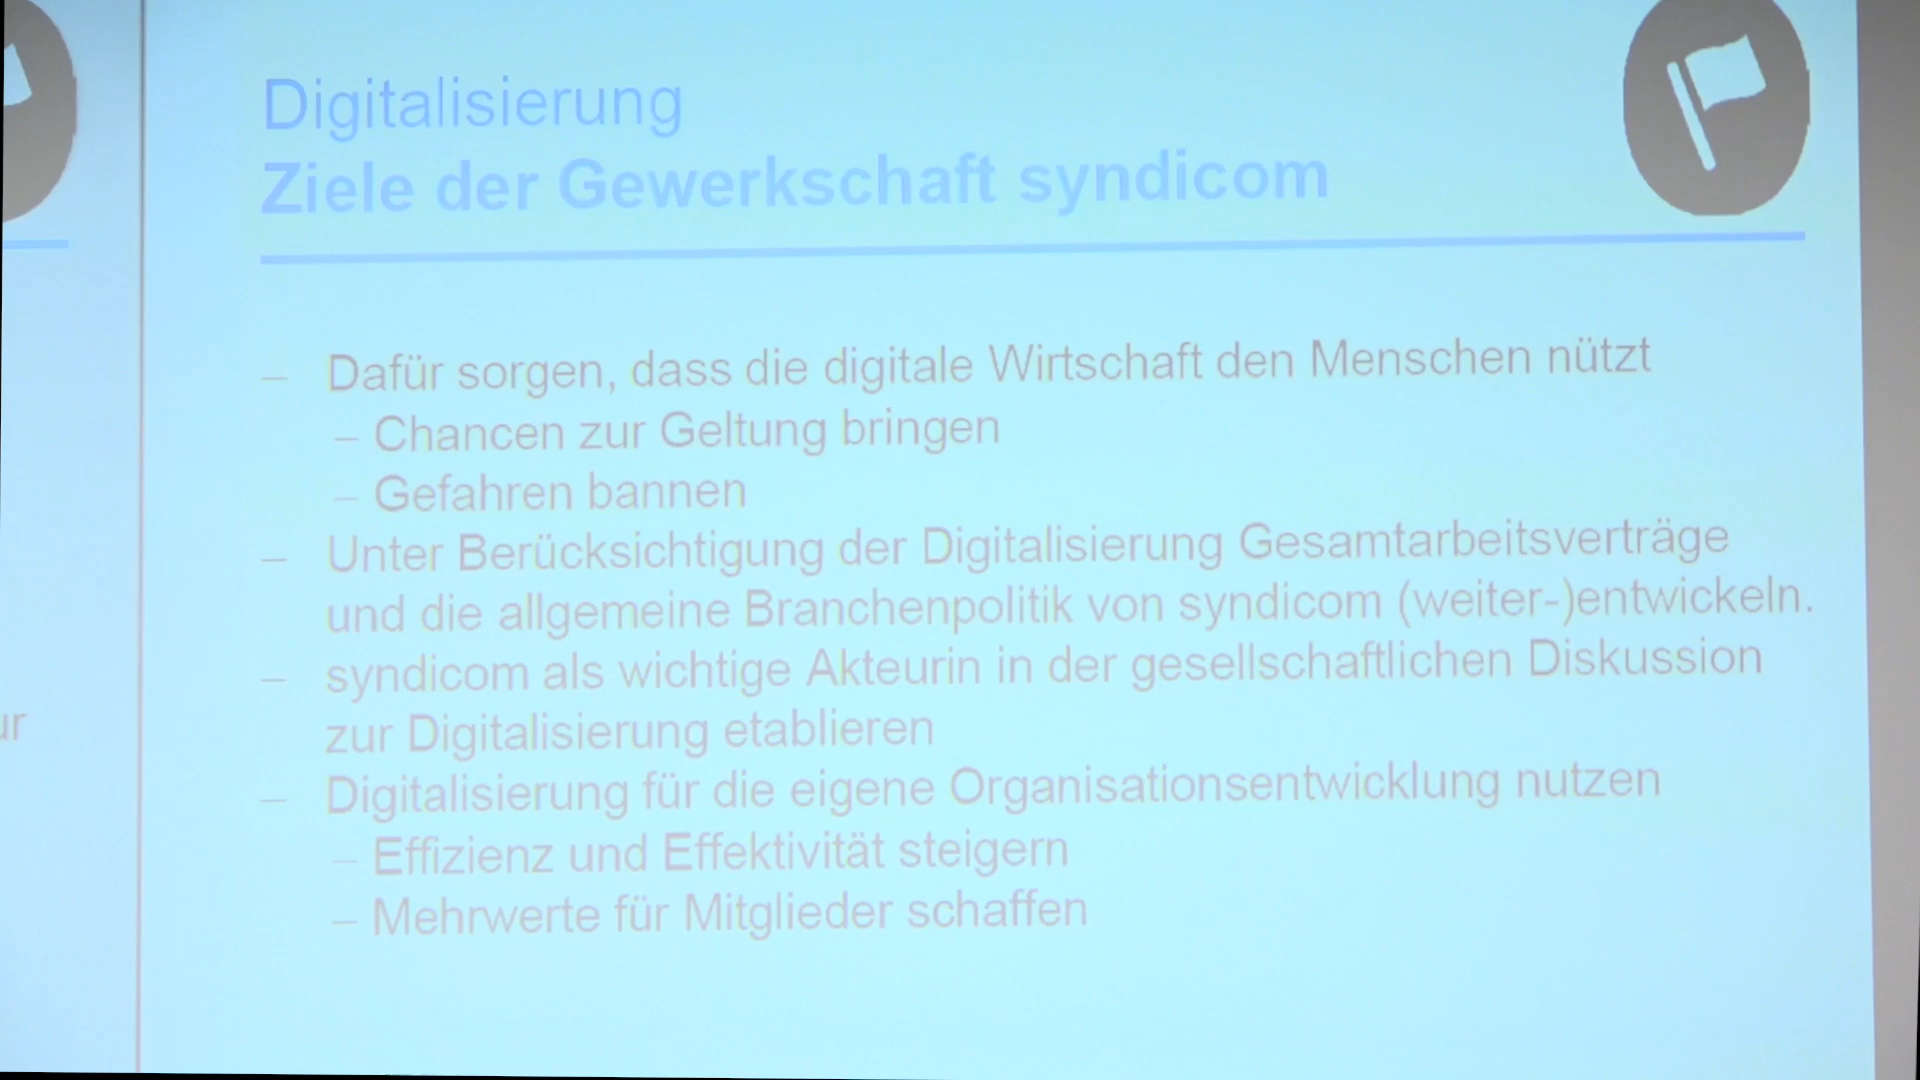 Digitalisierung
Ziele der Gewerkschaft syndicom
– Dafür sorgen, dass die digitale Wirtschaft den Menschen nützt
– Chancen zur Geltung bringen
– Gefahren bannen
– Unter Berücksichtigung der Digitalisierung Gesamtarbeitsverträge
und die allgemeine Branchenpolitik von syndicom (weiter-)entwickeln.
– syndicom als wichtige Akteurin in der gesellschaftlichen Diskussion
zur Digitalisierung etablieren
– Digitalisierung für die eigene Organisationsentwicklung nutzen
– Effizienz und Effektivität steigern
– Mehrwerte für Mitglieder schaffen